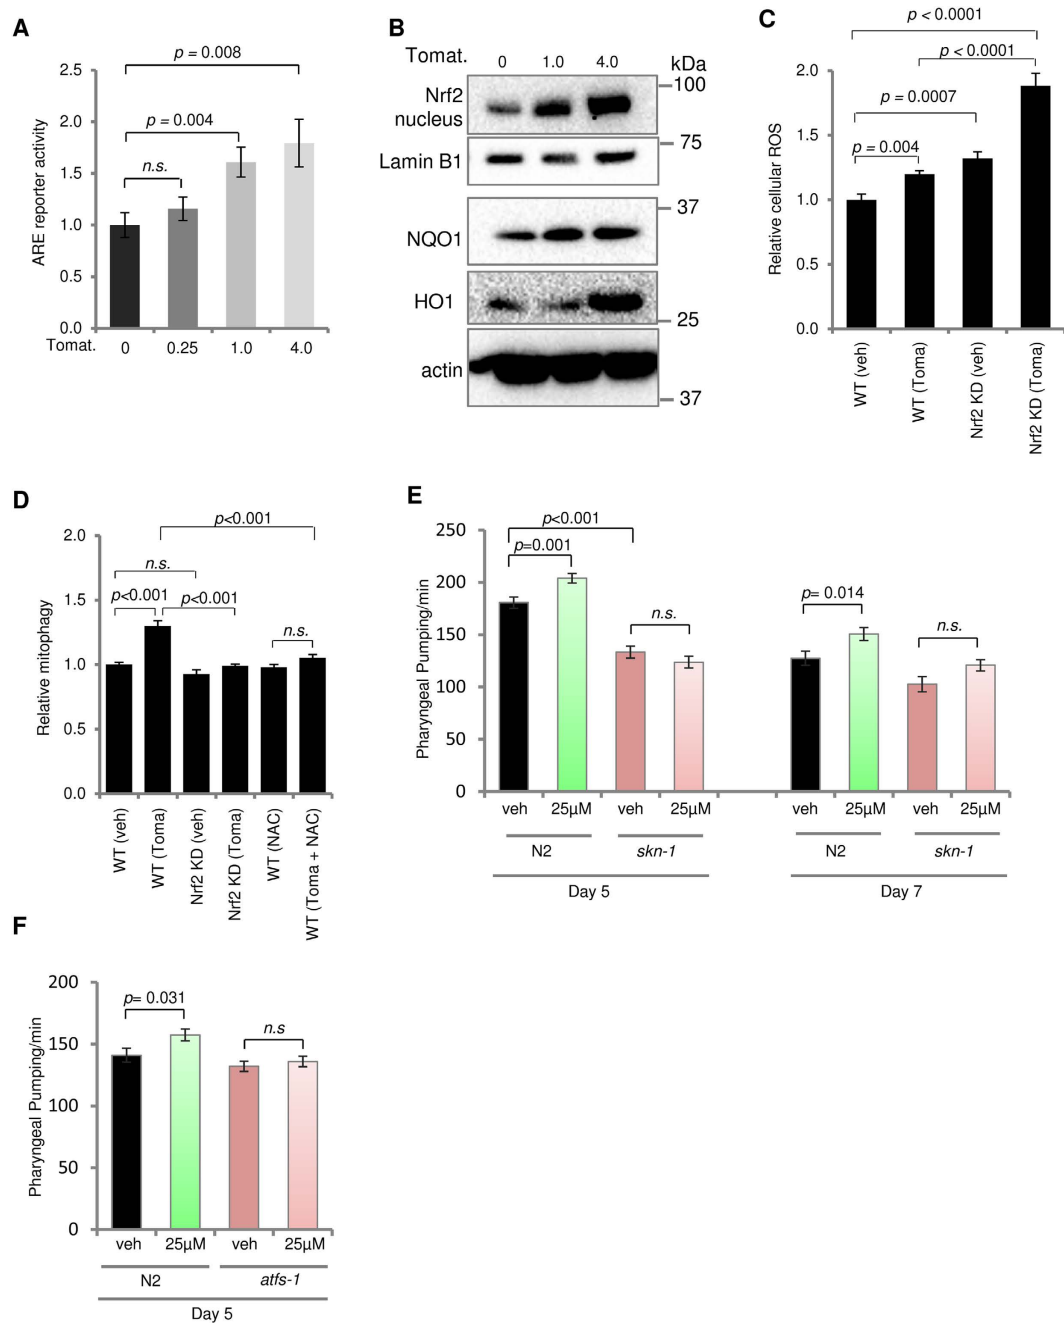 A
p = 0.008
2.5
p = 0.004
2.0
n.s.
1.5
1.0
0.5
0.0
ARE reporter activity
Tomat. 0 0.25 1.0 4.0
B
Tomat. 0 1.0 4.0 kDa
Nrf2
nucleus
100
Lamin B1
75
NQO1
37
HO1
25
actin
37
C
p < 0.0001
p < 0.0001
p = 0.0007
p = 0.004
2.0
1.5
1.0
0.5
0.0
Relative cellular ROS
WT (veh)
WT (Toma)
Nrf2 KD (veh)
Nrf2 KD (Toma)
D
p<0.001
n.s.
p<0.001 p<0.001
n.s.
2.0
1.5
1.0
0.5
0.0
Relative mitophagy
WT (veh)
WT (Toma)
Nrf2 KD (veh)
Nrf2 KD (Toma)
WT (NAC)
WT (Toma + NAC)
E
p<0.001
p=0.001
n.s.
p= 0.014
n.s.
250
200
150
100
50
0
Pharyngeal Pumping/min
veh 25µM veh 25µM veh 25µM veh 25µM
N2 skn-1 N2 skn-1
Day 5 Day 7
F
p= 0.031
n.s
200
150
100
50
0
Pharyngeal Pumping/min
veh 25µM veh 25µM
N2 atfs-1
Day 5